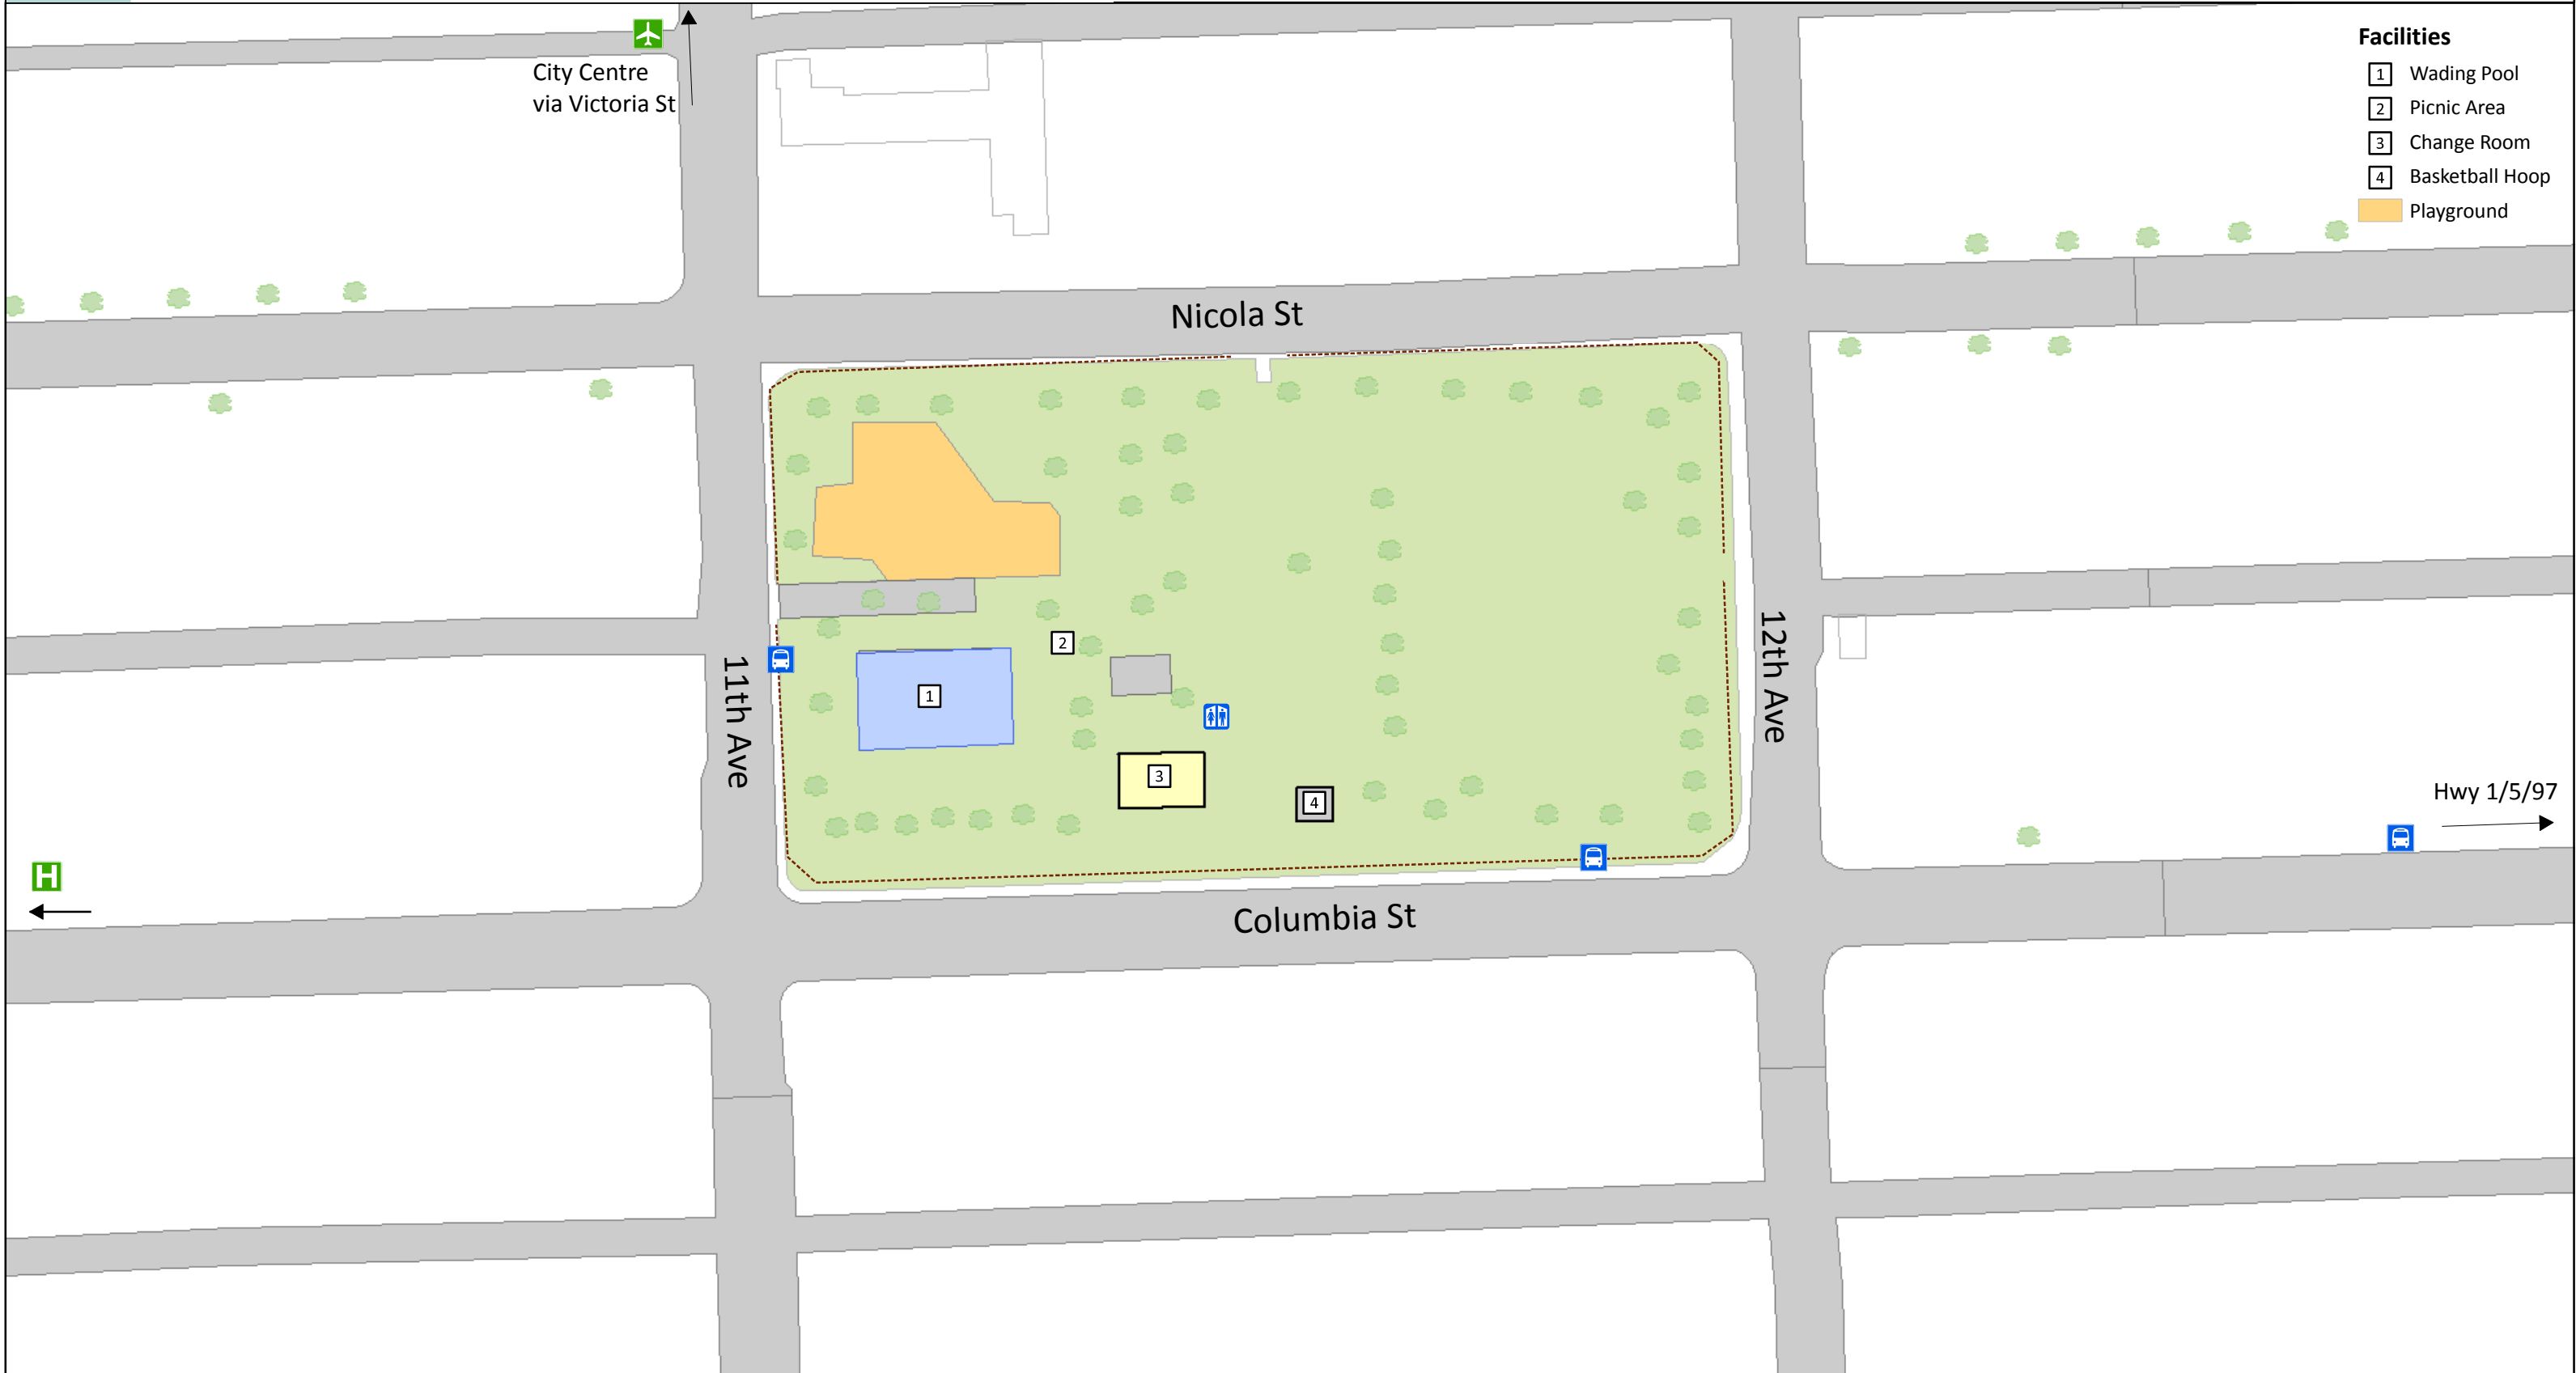 City Centre
via Victoria St
Facilities
1 Wading Pool
2 Picnic Area
3 Change Room
4 Basketball Hoop
Playground
Nicola St
11th Ave
12th Ave
2
1
3
4
Hwy 1/5/97
H
Columbia St